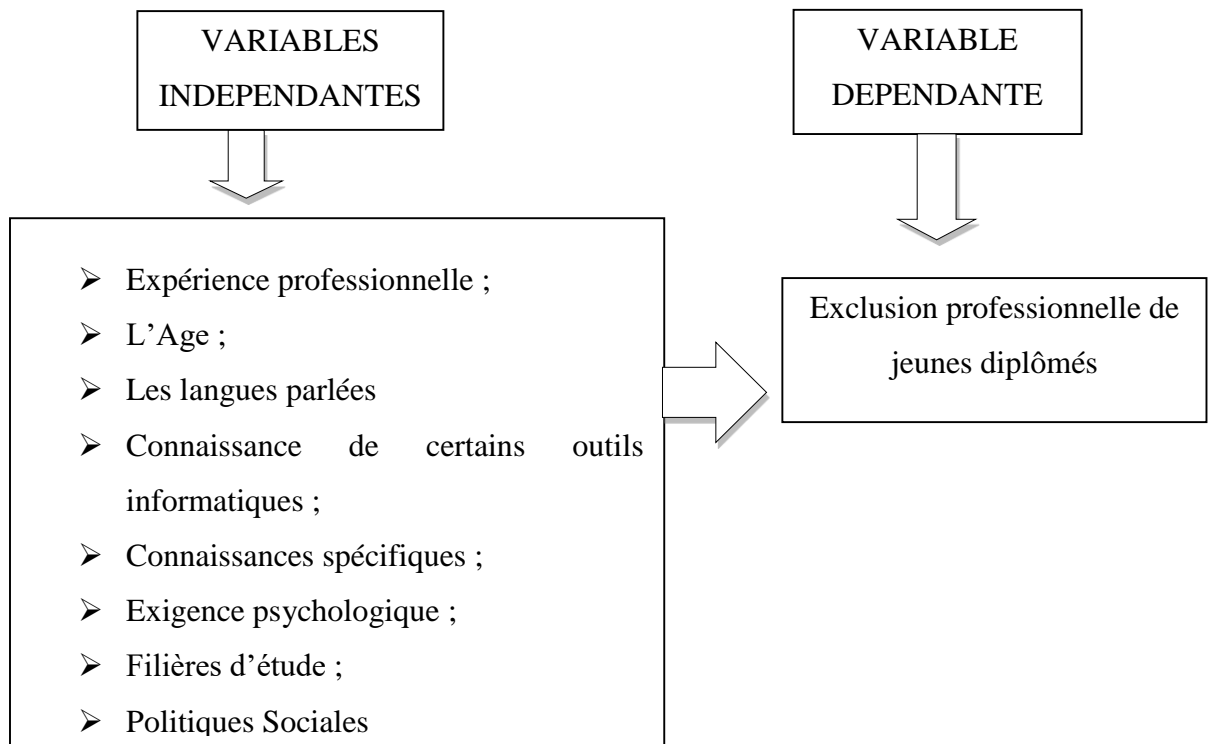 VARIABLES
INDEPENDANTES
VARIABLE
DEPENDANTE
➢ Expérience professionnelle ;
➢ L’Age ;
➢ Les langues parlées
➢ Connaissance de certains outils
informatiques ;
➢ Connaissances spécifiques ;
➢ Exigence psychologique ;
➢ Filières d’étude ;
➢ Politiques Sociales
Exclusion professionnelle de
jeunes diplômés